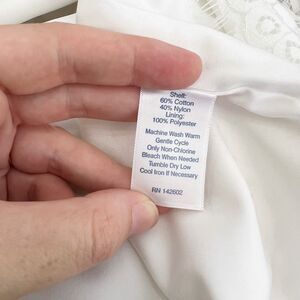 Shell:
60% Cotton
40% Nylon
Lining:
100% Polyester
Machine Wash Warm
Gentle Cycle
Only Non-Chlorine
Bleach When Needed
Tumble Dry Low
Cool Iron If Necessary
RN 142602